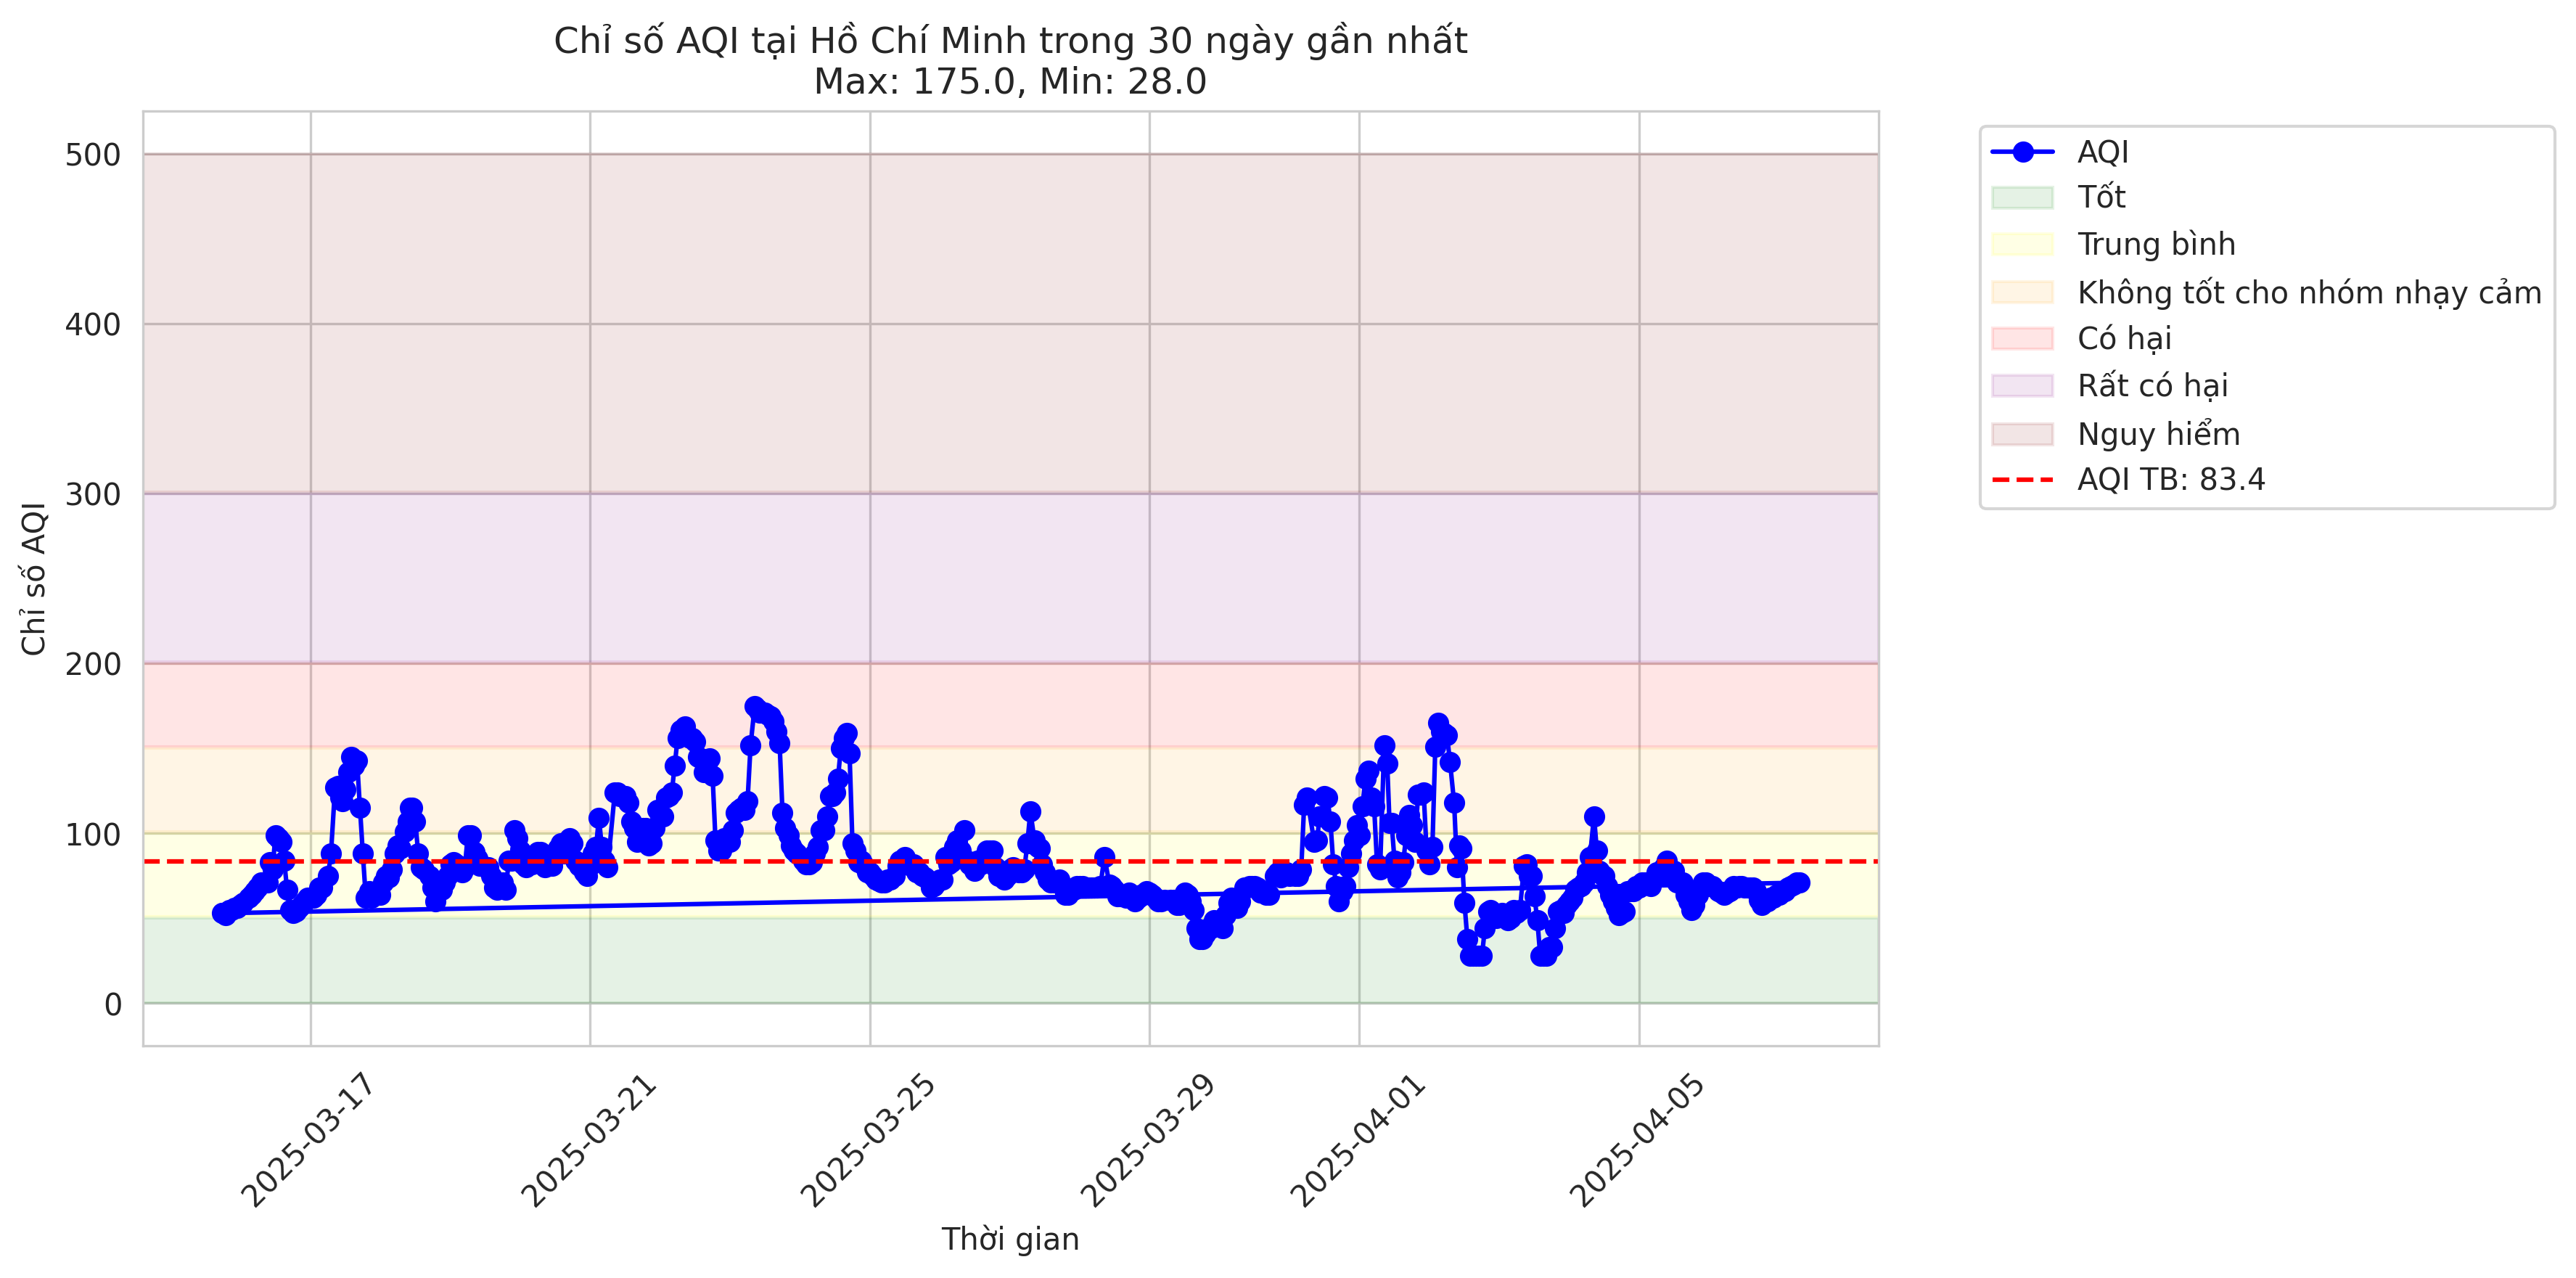 Chỉ số AQI tại Hồ Chí Minh trong 30 ngày gần nhất
Max: 175.0, Min: 28.0
Chỉ số AQI
500
400
300
200
100
0
2025-03-17
2025-03-21
2025-03-25
2025-03-29
2025-04-01
2025-04-05
Thời gian
AQI
Tốt
Trung bình
Không tốt cho nhóm nhạy cảm
Có hại
Rất có hại
Nguy hiểm
AQI TB: 83.4